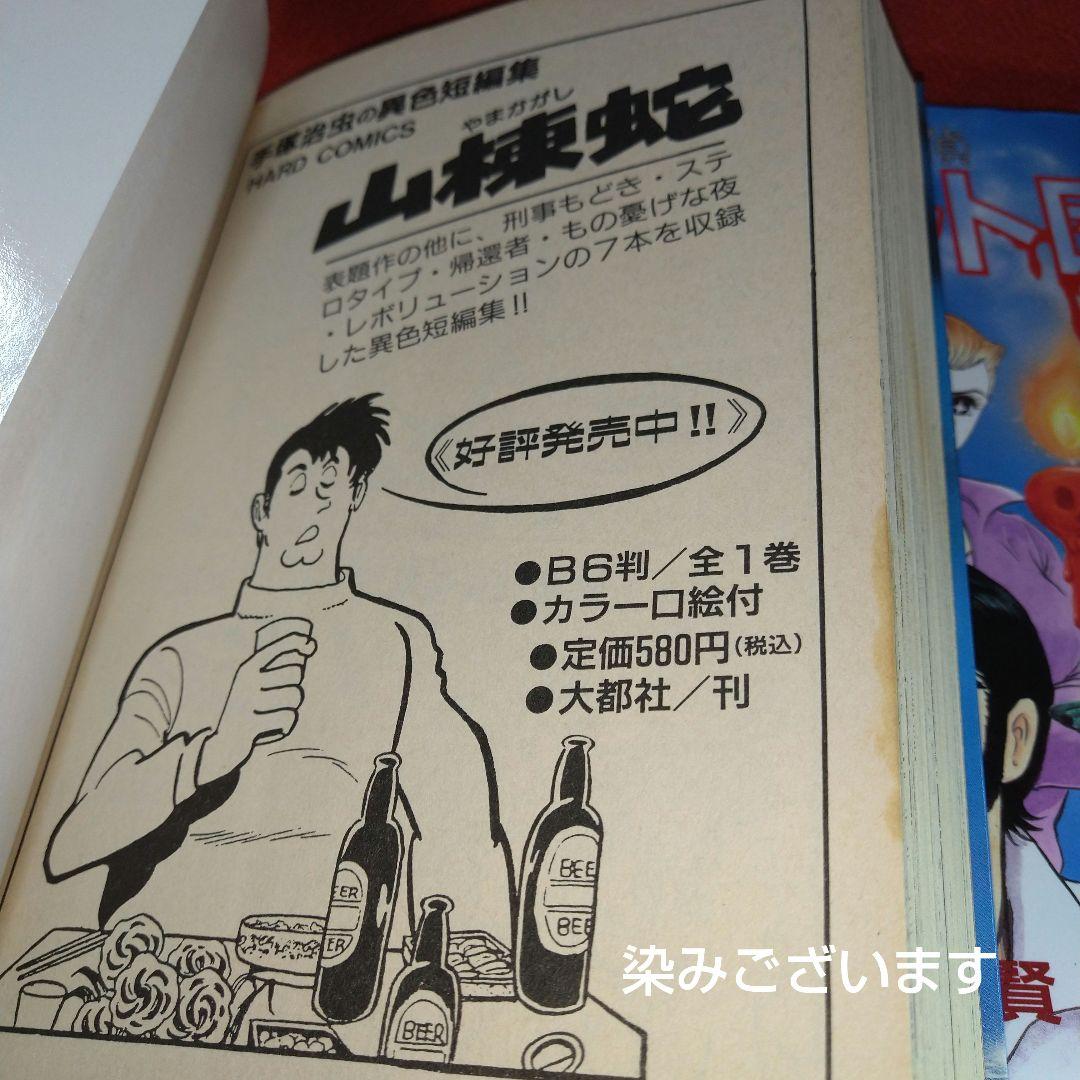 手塚治虫の異色短編集
HARD COMICS
やまかがし
山棟蛇
表題作の他に、刑事もどき・ステ
ロタイプ・帰還者・もの憂げな夜
・レボリューションの7本を収録
した異色短編集!!
《好評発売中!!》
●B6判／全1巻
●カラー口絵付
●定価580円(税込)
●大都社／刊
BEER
BEER
BEE
BEE
BEER
染みございます
ト
賢